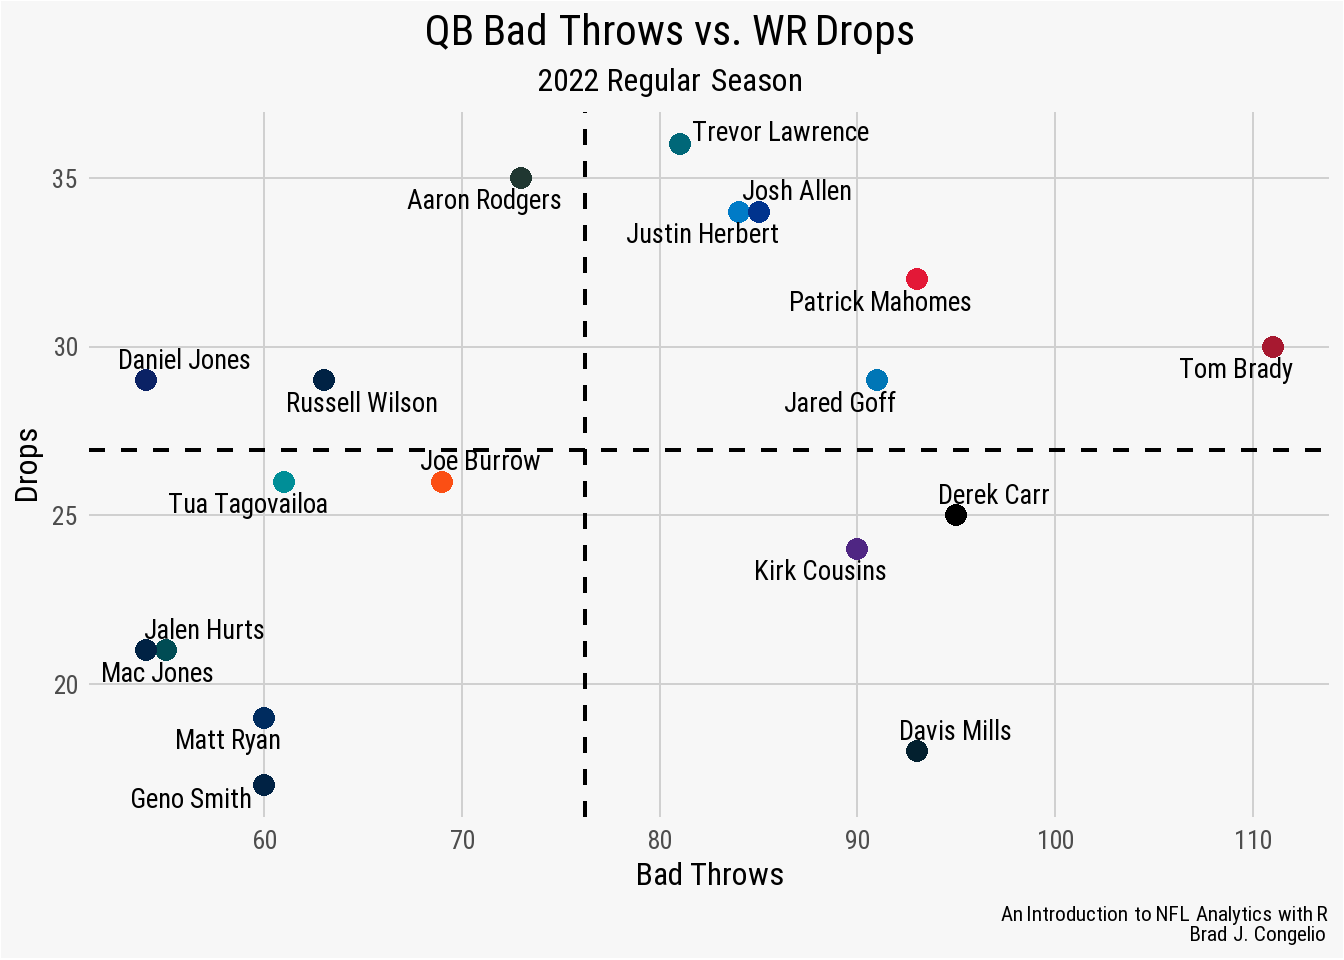 QB Bad Throws vs. WR Drops
2022 Regular Season
Trevor Lawrence
35
Aaron Rodgers
Josh Allen
Justin Herbert
Patrick Mahomes
30
Daniel Jones
Tom Brady
Russell Wilson
Jared Goff
Drops
Joe Burrow
Tua Tagovailoa
Derek Carr
25
Kirk Cousins
Jalen Hurts
Mac Jones
20
Matt Ryan
Davis Mills
Geno Smith
60 70 80 90 100 110
Bad Throws
An Introduction to NFL Analytics with R
Brad J. Congelio